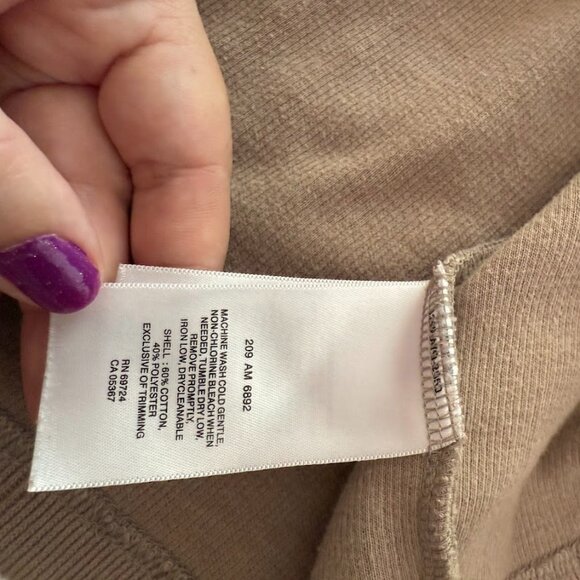 209 AM 6892
MACHINE WASH COLD GENTLE,
NON-CHLORINE BLEACH WHEN
NEEDED, TUMBLE DRY LOW,
REMOVE PROMPTLY,
IRON LOW, DRYCLEANABLE
SHELL : 60% COTTON,
40% POLYESTER
EXCLUSIVE OF TRIMMING
RN 69724
CA 05367